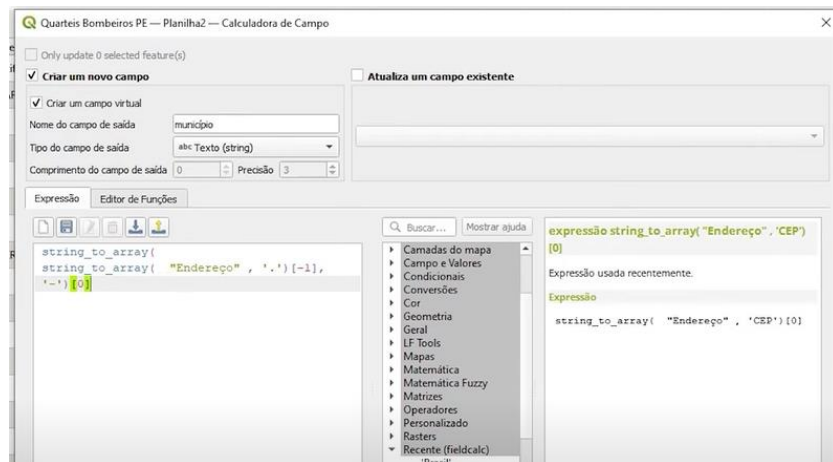 Quarteis Bombeiros PE — Planilha2 — Calculadora de Campo
Only update 0 selected feature(s)
Criar um novo campo
Atualiza um campo existente
Criar um campo virtual
Nome do campo de saída
município
Tipo do campo de saída
abc Texto (string)
Comprimento do campo de saída 0
Precisão 3
Expressão
Editor de Funções
string_to_array(
string_to_array( "Endereço" , '.')[-1],
'-')[0]
Buscar...
Mostrar ajuda
Camadas do mapa
Campo e Valores
Condicionais
Conversões
Cor
Geometria
Geral
LF Tools
Mapas
Matemática
Matemática Fuzzy
Matrizes
Operadores
Personalizado
Rasters
Recente (fieldcalc)
'Brasil'
expressão string_to_array( "Endereço" , 'CEP')
[0]
Expressão usada recentemente.
Expressão
string_to_array( "Endereço" , 'CEP')[0]